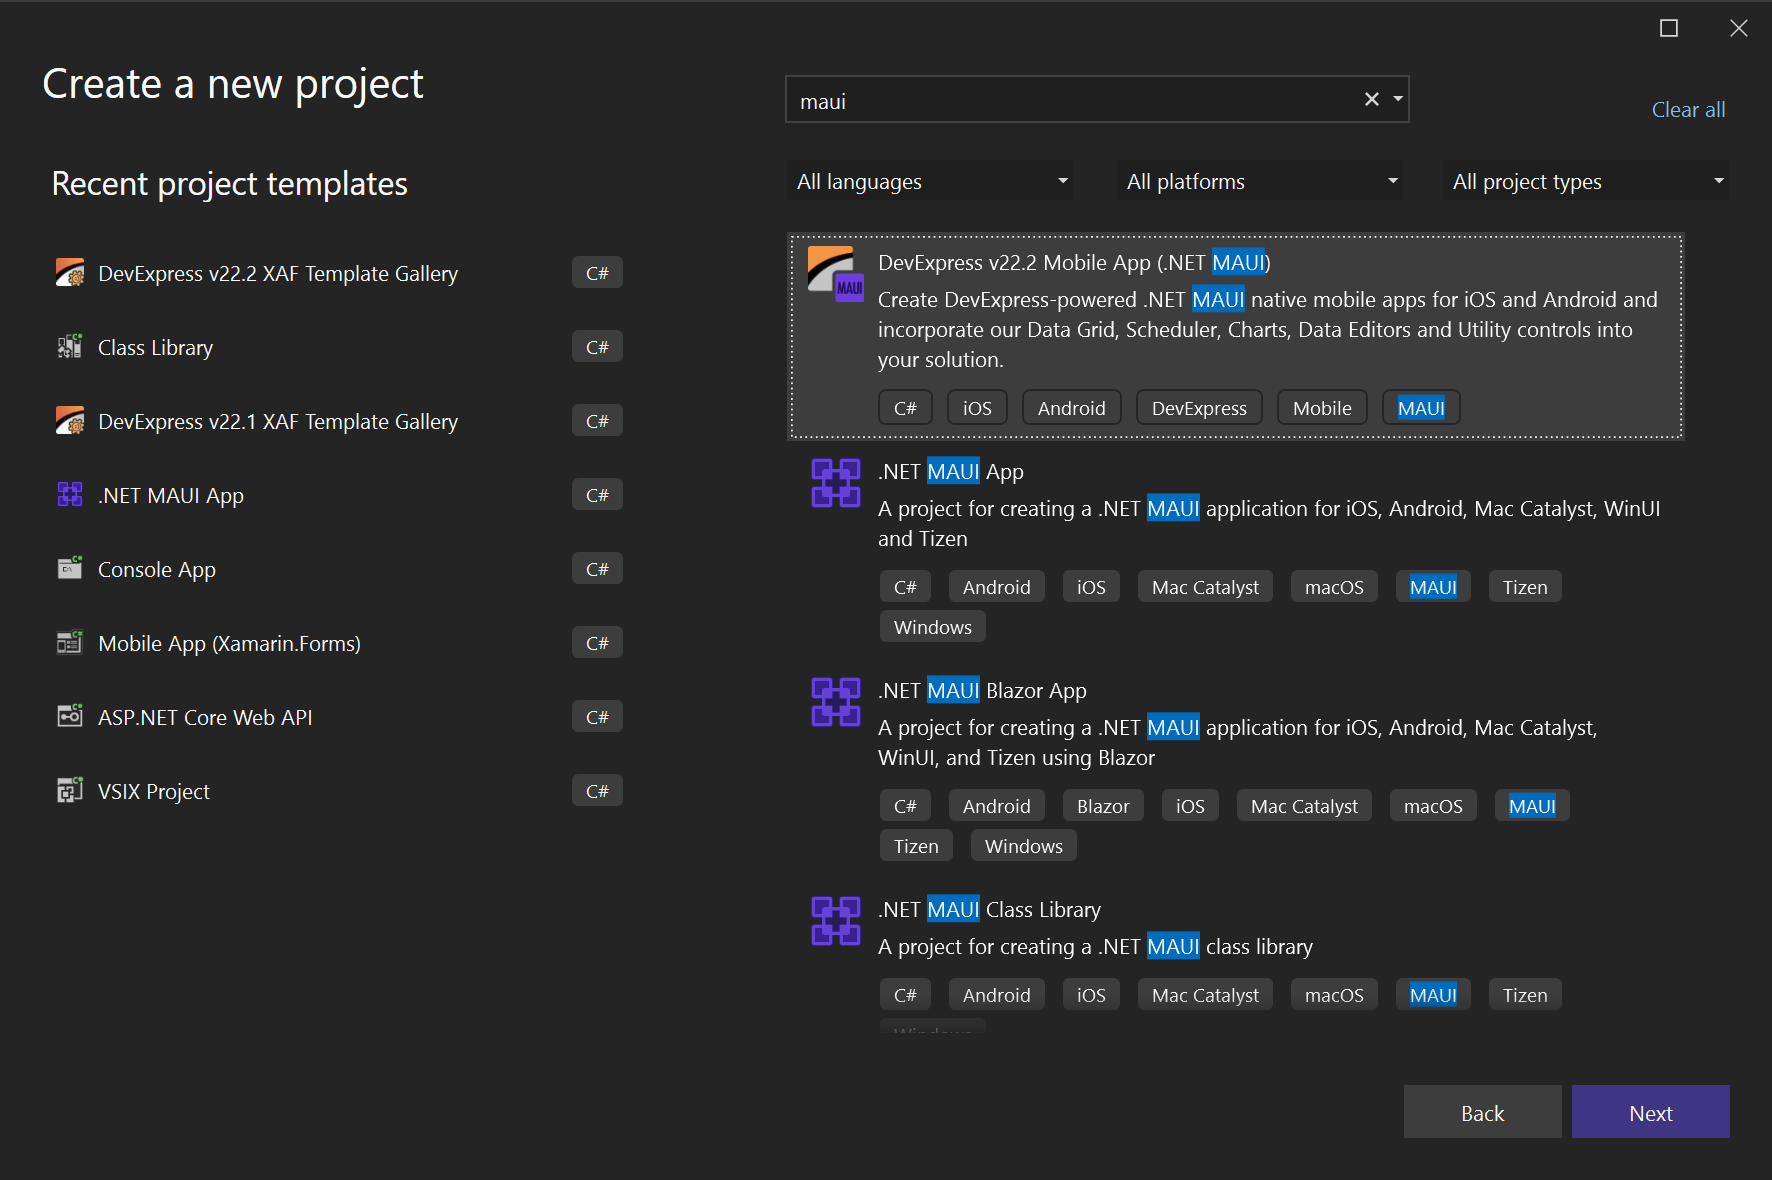 Create a new project
maui
Clear all
Recent project templates
All languages
All platforms
All project types
DevExpress v22.2 XAF Template Gallery
C#
Class Library
C#
DevExpress v22.1 XAF Template Gallery
C#
.NET MAUI App
C#
Console App
C#
Mobile App (Xamarin.Forms)
C#
ASP.NET Core Web API
C#
VSIX Project
C#
MAUI
DevExpress v22.2 Mobile App (.NET MAUI)
Create DevExpress-powered .NET MAUI native mobile apps for iOS and Android and
incorporate our Data Grid, Scheduler, Charts, Data Editors and Utility controls into
your solution.
C# iOS Android DevExpress Mobile MAUI
.NET MAUI App
A project for creating a .NET MAUI application for iOS, Android, Mac Catalyst, WinUI
and Tizen
C# Android iOS Mac Catalyst macOS MAUI Tizen
Windows
.NET MAUI Blazor App
A project for creating a .NET MAUI application for iOS, Android, Mac Catalyst,
WinUI, and Tizen using Blazor
C# Android Blazor iOS Mac Catalyst macOS MAUI
Tizen Windows
.NET MAUI Class Library
A project for creating a .NET MAUI class library
C# Android iOS Mac Catalyst macOS MAUI Tizen
Windows
Back
Next